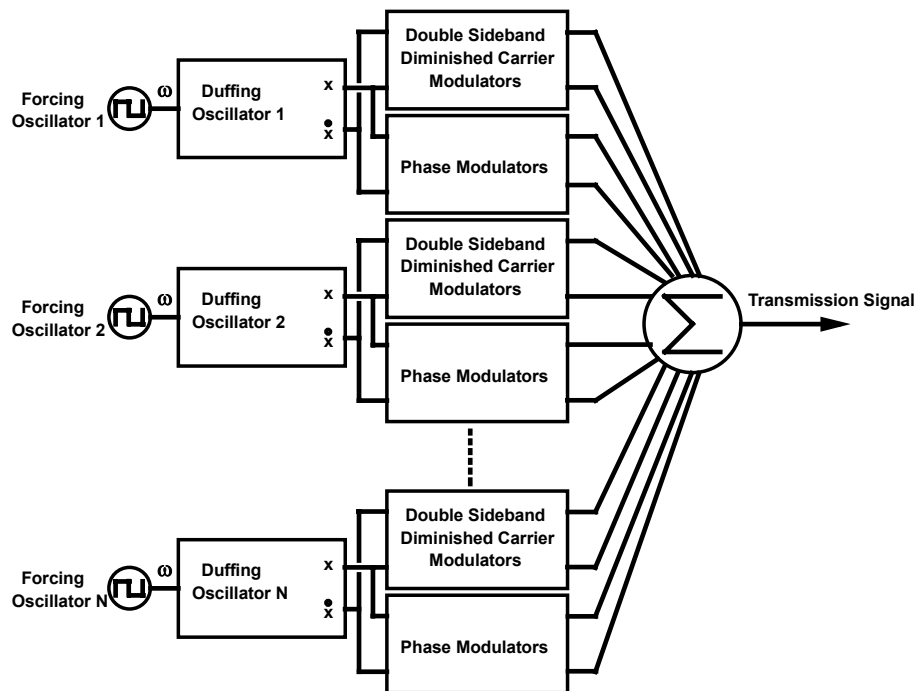 Forcing
Oscillator 1
ω
Duffing
Oscillator 1
x
ẋ
Double Sideband
Diminished Carrier
Modulators
Phase Modulators
Forcing
Oscillator 2
ω
Duffing
Oscillator 2
x
ẋ
Double Sideband
Diminished Carrier
Modulators
Phase Modulators
Σ
Transmission Signal
Forcing
Oscillator N
ω
Duffing
Oscillator N
x
ẋ
Double Sideband
Diminished Carrier
Modulators
Phase Modulators